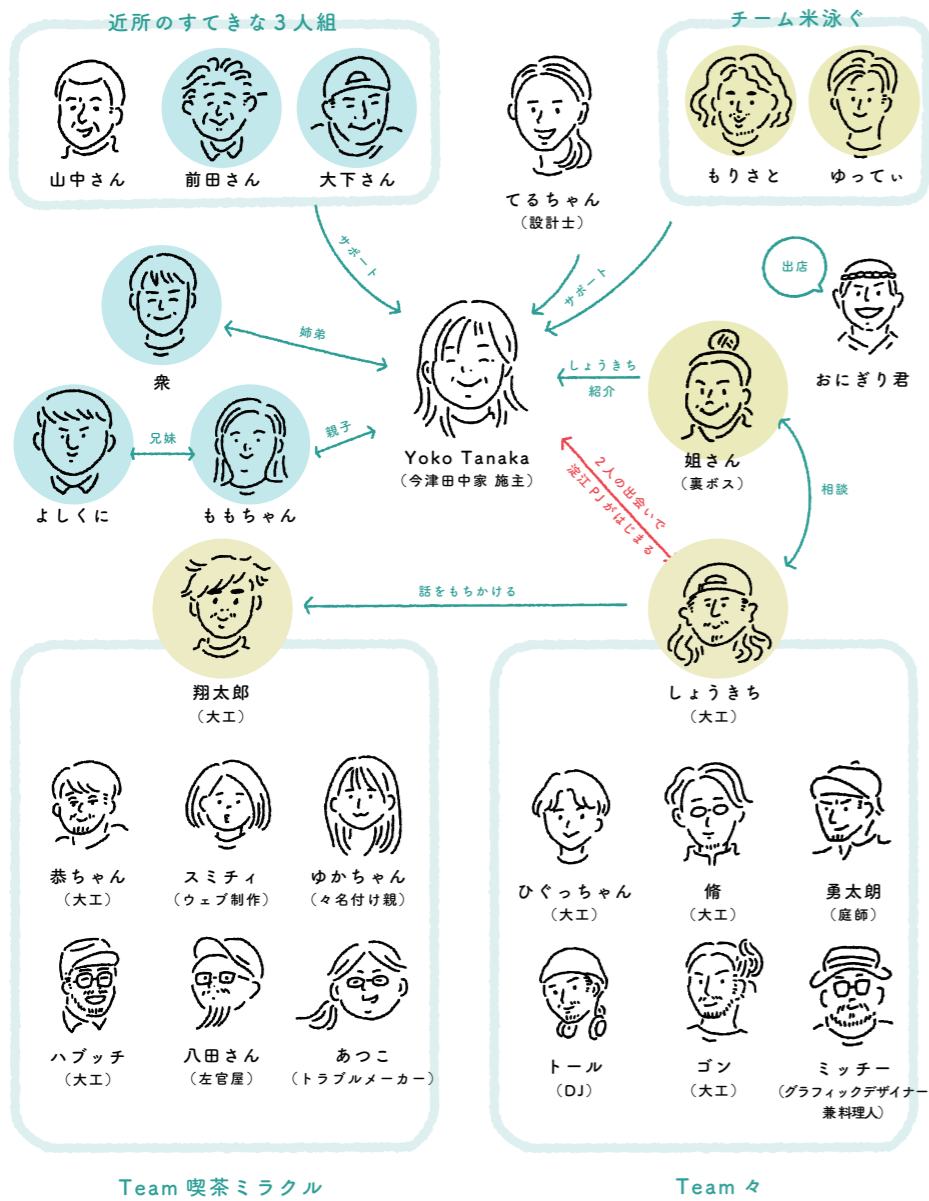 近所のすてきな3人組
チーム米泳ぐ
山中さん
前田さん
大下さん
てるちゃん
（設計士）
もりさと
ゆってぃ
サポート
サポート
出店
おにぎり君
衆
姉弟
しょうきち
紹介
よしくに
兄妹
ももちゃん
親子
Yoko Tanaka
（今津田中家 施主）
姐さん
（裏ボス）
相談
2人の出会いで
淀江PJがはじまる
話をもちかける
翔太郎
（大工）
しょうきち
（大工）
恭ちゃん
（大工）
スミチィ
（ウェブ制作）
ゆかちゃん
（々名付け親）
ひぐっちゃん
（大工）
脩
（大工）
勇太朗
（庭師）
ハブッチ
（大工）
八田さん
（左官屋）
あつこ
（トラブルメーカー）
トール
（DJ）
ゴン
（大工）
ミッチー
（グラフィックデザイナー
兼料理人）
Team 喫茶ミラクル
Team 々